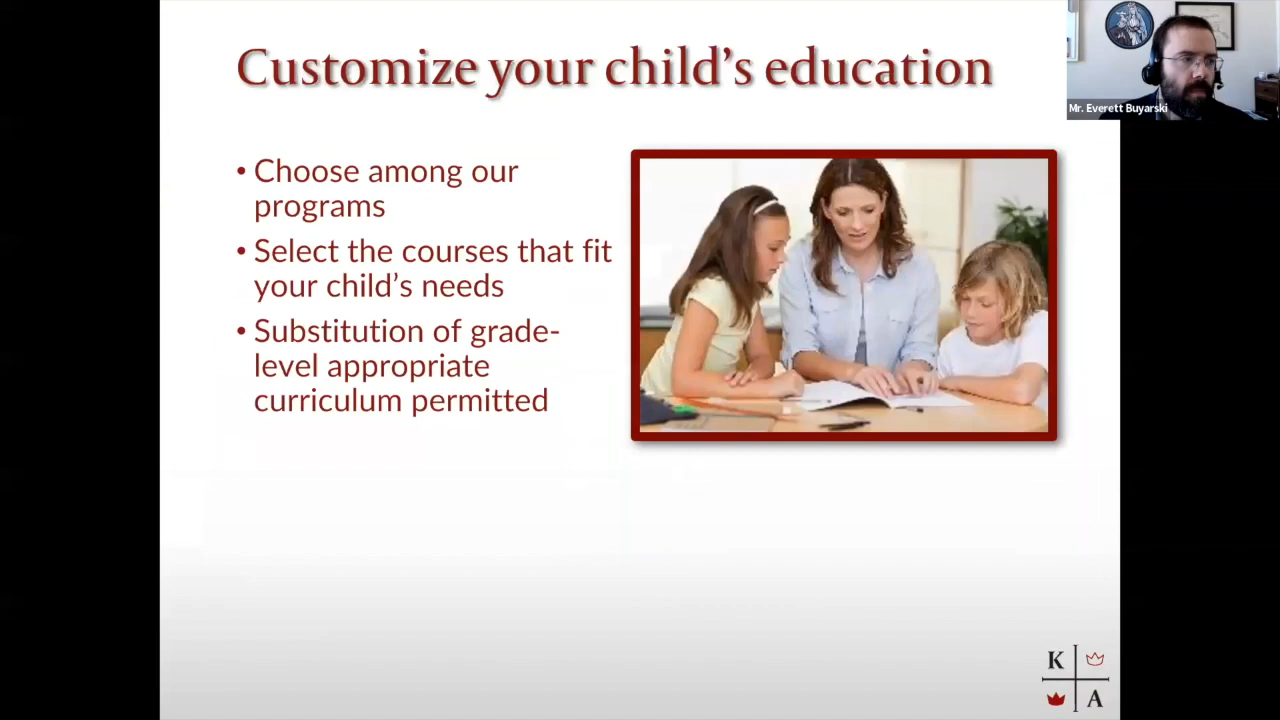 Customize your child's education
Mr. Everett Buyarski
• Choose among our
programs
• Select the courses that fit
your child's needs
• Substitution of grade-
level appropriate
curriculum permitted
K
A